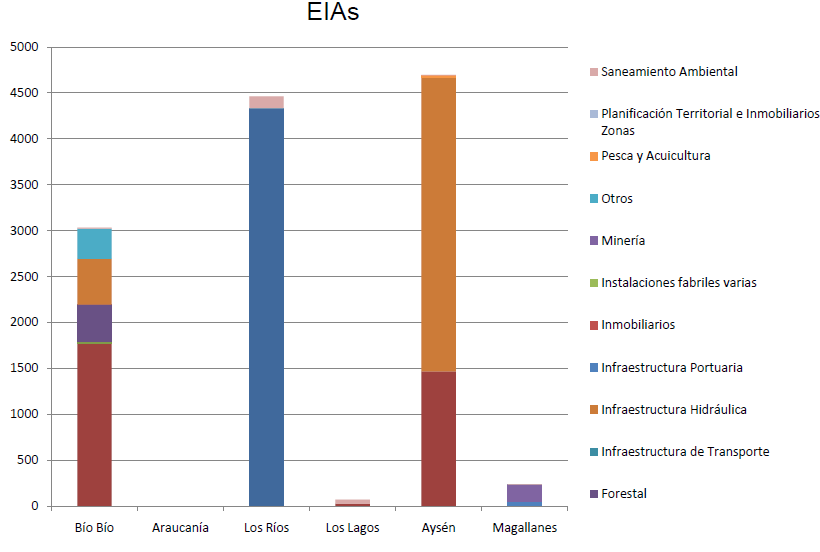 EIAs
5000
4500
4000
3500
3000
2500
2000
1500
1000
500
0
Bío Bío
Araucanía
Los Ríos
Los Lagos
Aysén
Magallanes
Saneamiento Ambiental
Planificación Territorial e Inmobiliarios
Zonas
Pesca y Acuicultura
Otros
Minería
Instalaciones fabriles varias
Inmobiliarios
Infraestructura Portuaria
Infraestructura Hidráulica
Infraestructura de Transporte
Forestal